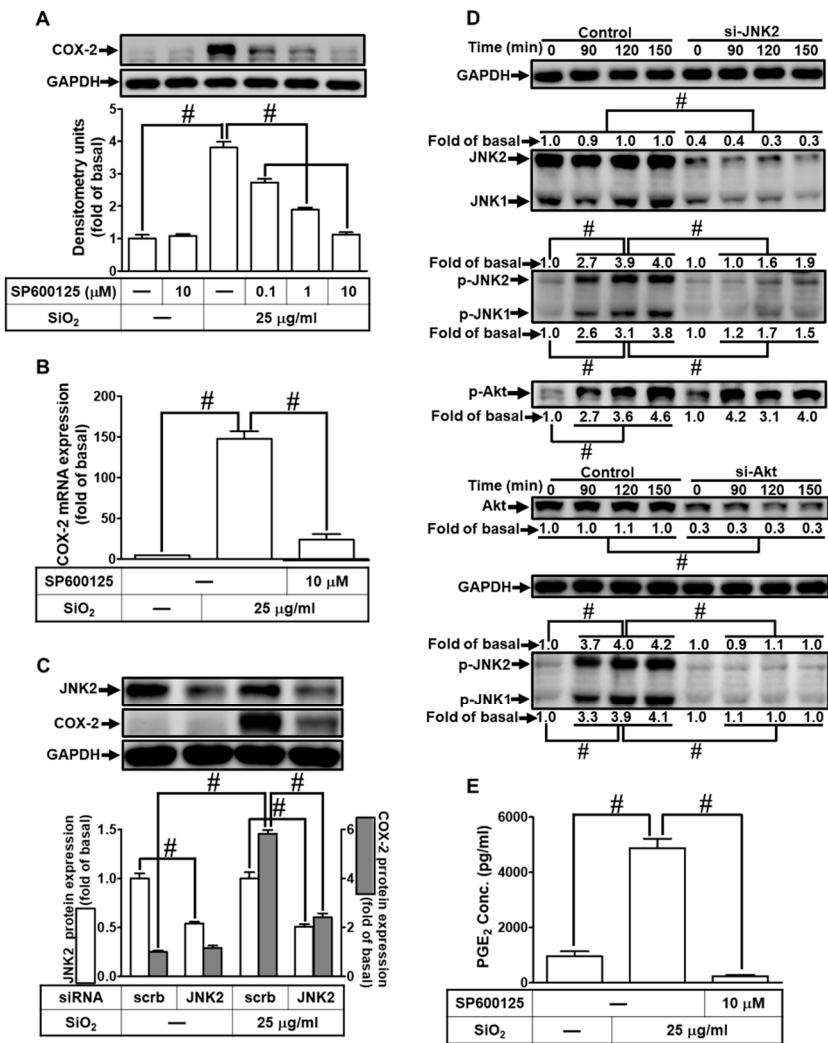 A
COX-2
GAPDH
Densitometry units
(fold of basal)
5
4
3
2
1
0
# #
SP600125 (μM) — 10 — 0.1 1 10
SiO2 — 25 μg/ml
B
COX-2 mRNA expression
(fold of basal)
200
150
100
50
0
# #
SP600125 — 10 μM
SiO2 — 25 μg/ml
C
JNK2
COX-2
GAPDH
JNK2 protein expression
(fold of basal)
1.5
1.0
0.5
0.0
# # # #
6
4
2
0
COX-2 prrotein expression
(fold of basal)
siRNA scrb JNK2 scrb JNK2
SiO2 — 25 μg/ml
D
Control si-JNK2
Time (min) 0 90 120 150 0 90 120 150
GAPDH
#
Fold of basal 1.0 0.9 1.0 1.0 0.4 0.4 0.3 0.3
JNK2
JNK1
# #
Fold of basal 1.0 2.7 3.9 4.0 1.0 1.0 1.6 1.9
p-JNK2
p-JNK1
Fold of basal 1.0 2.6 3.1 3.8 1.0 1.2 1.7 1.5
# #
p-Akt
Fold of basal 1.0 2.7 3.6 4.6 1.0 4.2 3.1 4.0
#
Control si-Akt
Time (min) 0 90 120 150 0 90 120 150
Akt
Fold of basal 1.0 1.0 1.1 1.0 0.3 0.3 0.3 0.3
#
GAPDH
# #
Fold of basal 1.0 3.7 4.0 4.2 1.0 0.9 1.1 1.0
p-JNK2
p-JNK1
Fold of basal 1.0 3.3 3.9 4.1 1.0 1.1 1.0 1.0
# #
E
PGE2 Conc. (pg/ml)
6000
4000
2000
0
# #
SP600125 — 10 μM
SiO2 — 25 μg/ml